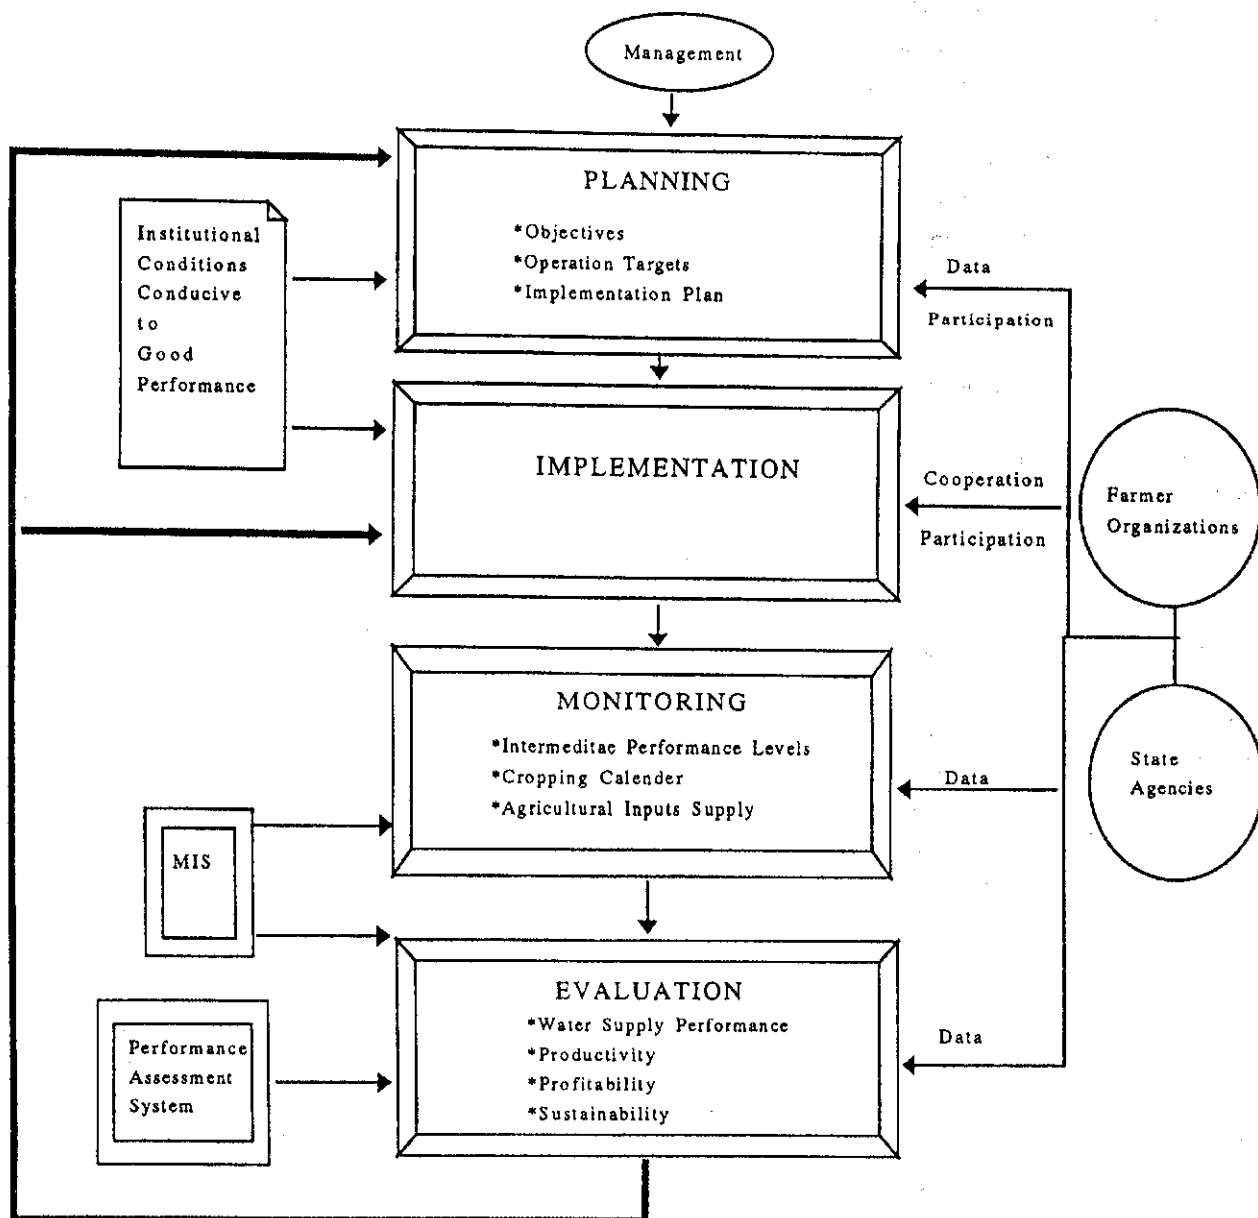 Management
PLANNING
*Objectives
*Operation Targets
*Implementation Plan
Institutional
Conditions
Conducive
to
Good
Performance
Data
Participation
IMPLEMENTATION
Cooperation
Participation
Farmer
Organizations
MONITORING
*Intermeditae Performance Levels
*Cropping Calender
*Agricultural Inputs Supply
Data
State
Agencies
MIS
EVALUATION
*Water Supply Performance
*Productivity
*Profitability
*Sustainability
Data
Performance
Assessment
System